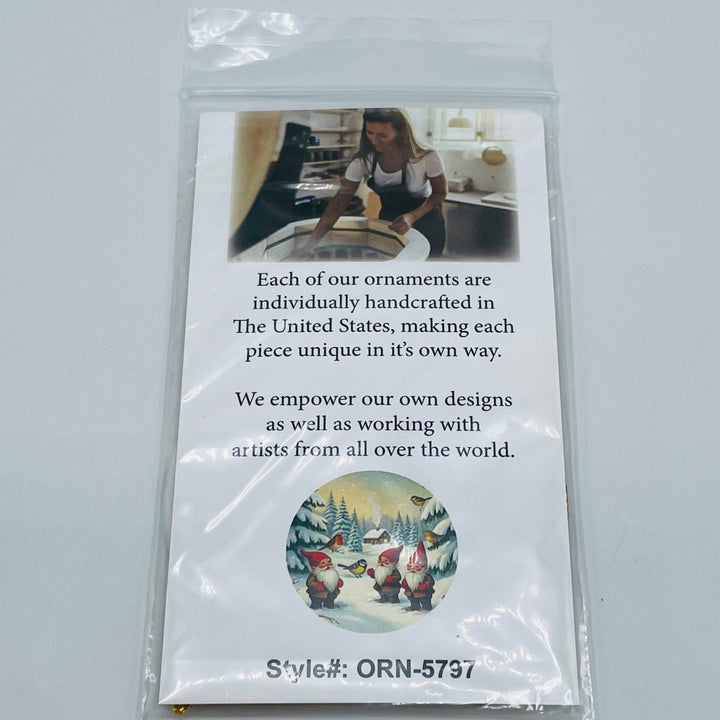 Each of our ornaments are
individually handcrafted in
The United States, making each
piece unique in it's own way.
We empower our own designs
as well as working with
artists from all over the world.
Style#: ORN-5797